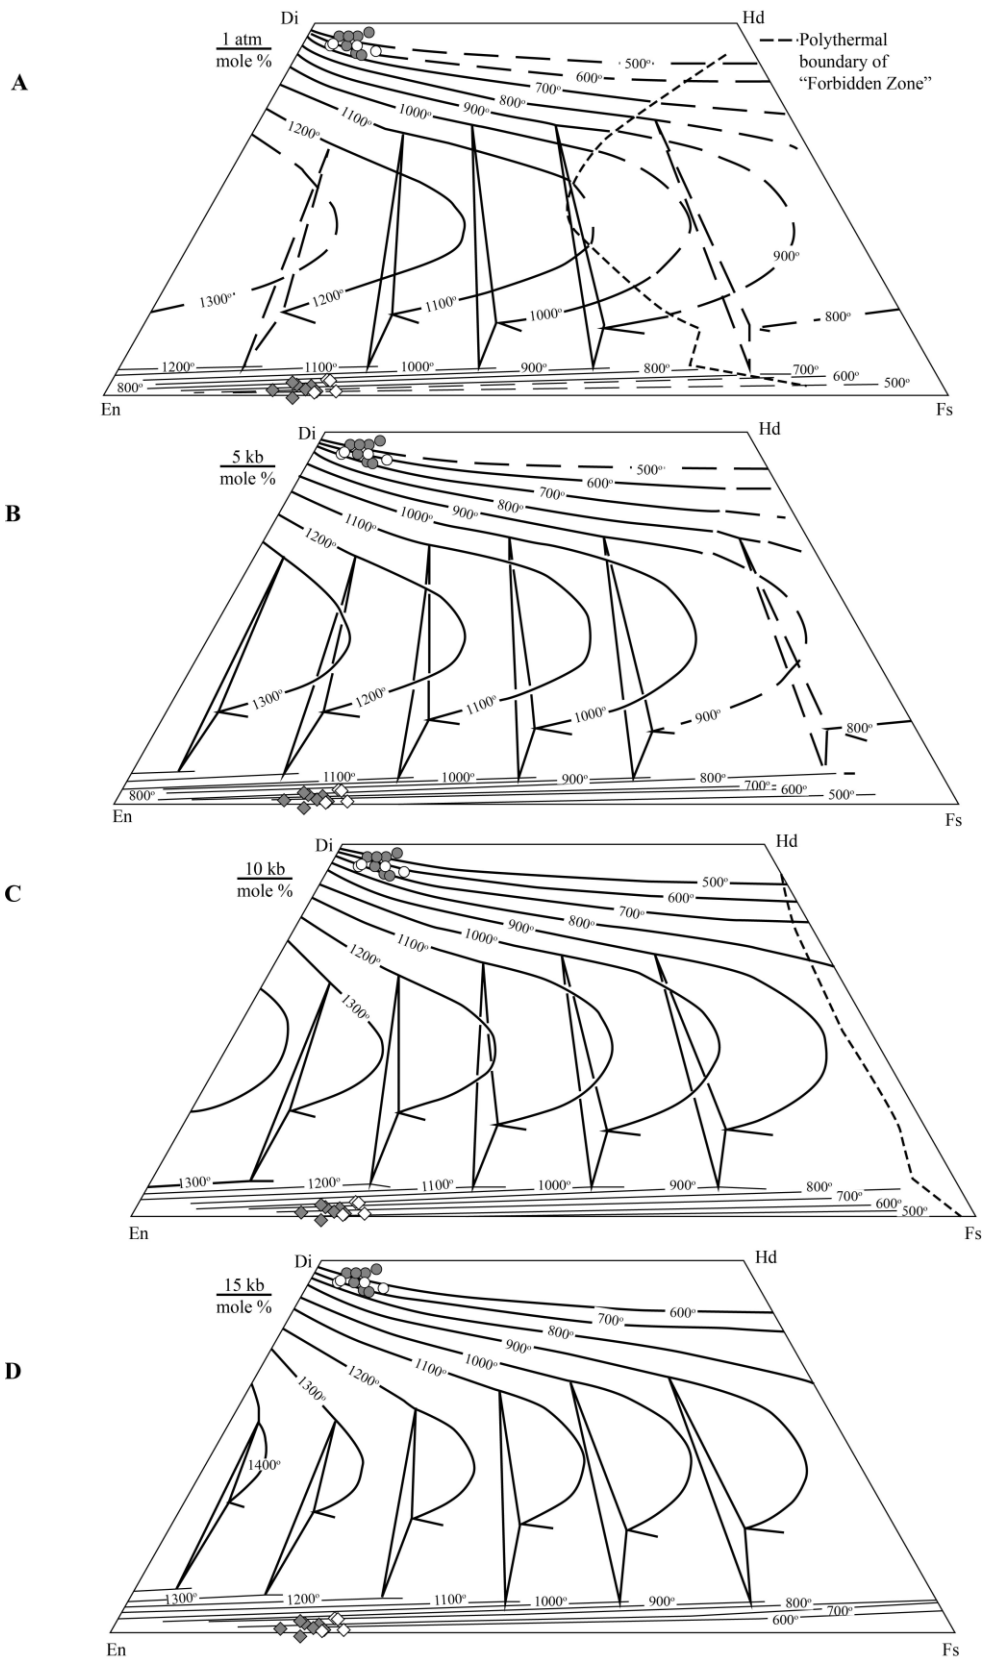 Di
Hd
1 atm
mole %
Polythermal
boundary of
“Forbidden Zone”
A
500°
600°
700°
800°
900°
1000°
1100°
1200°
900°
1300°
1200°
1100°
1000°
800°
1200°
1100°
1000°
900°
800°
700°
600°
500°
800°
En
Fs
Di
Hd
5 kb
mole %
B
500°
600°
700°
800°
900°
1000°
1100°
1200°
1300°
1200°
1100°
1000°
900°
800°
1100°
1000°
900°
800°
700°
600°
500°
800°
En
Fs
Di
Hd
10 kb
mole %
C
500°
600°
700°
800°
900°
1000°
1100°
1200°
1300°
1300°
1200°
1100°
1000°
900°
800°
700°
600°
500°
En
Fs
Di
Hd
15 kb
mole %
D
600°
700°
800°
900°
1000°
1100°
1200°
1300°
1400°
1300°
1200°
1100°
1000°
900°
800°
700°
600°
En
Fs